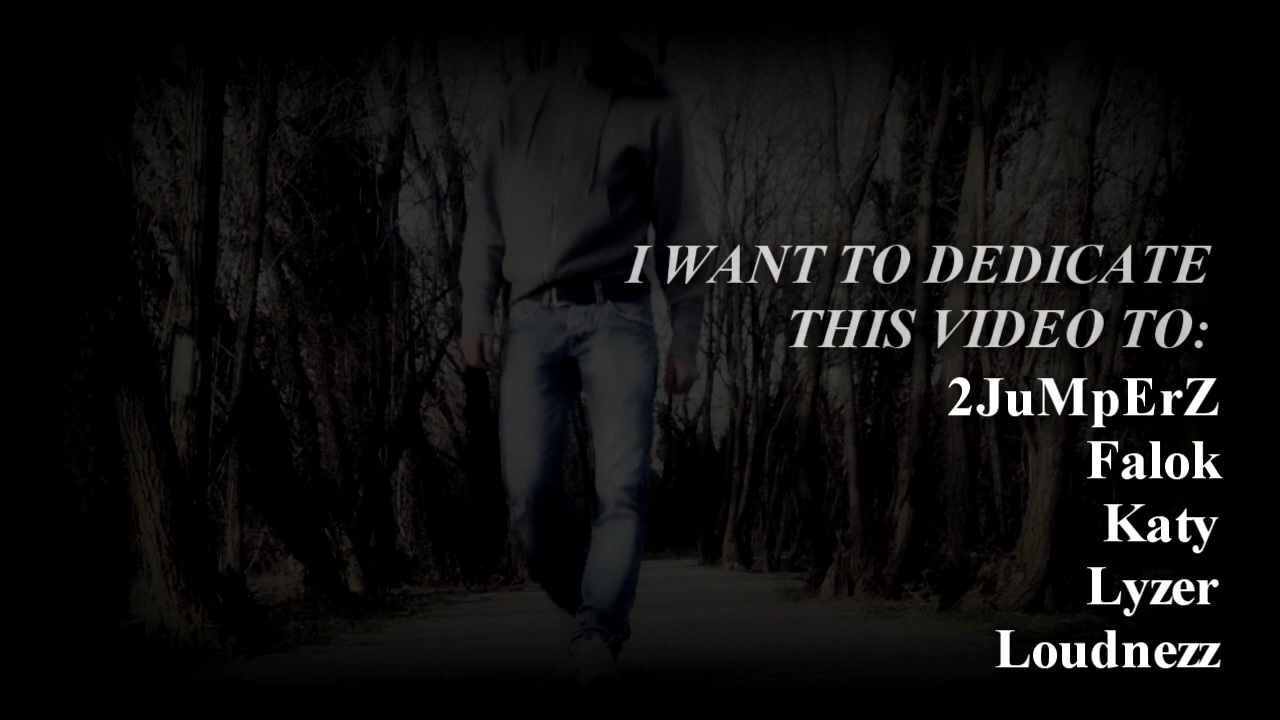 I WANT TO DEDICATE
THIS VIDEO TO:
2JuMpErZ
Falok
Katy
Lyzer
Loudnezz